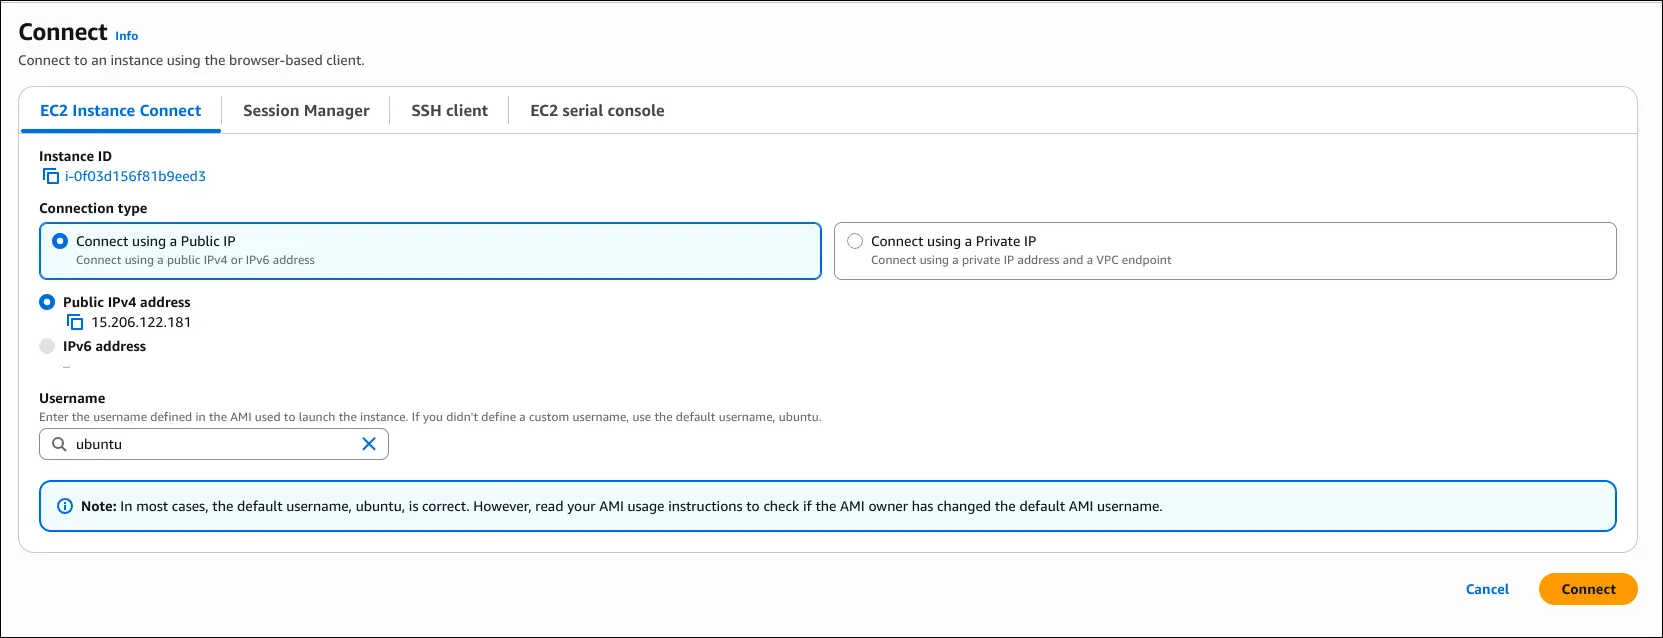 Connect Info
Connect to an instance using the browser-based client.
EC2 Instance Connect Session Manager SSH client EC2 serial console
Instance ID
i-0f03d156f81b9eed3
Connection type
Connect using a Public IP
Connect using a public IPv4 or IPv6 address
Connect using a Private IP
Connect using a private IP address and a VPC endpoint
Public IPv4 address
15.206.122.181
IPv6 address
–
Username
Enter the username defined in the AMI used to launch the instance. If you didn't define a custom username, use the default username, ubuntu.
ubuntu
Note: In most cases, the default username, ubuntu, is correct. However, read your AMI usage instructions to check if the AMI owner has changed the default AMI username.
Cancel Connect